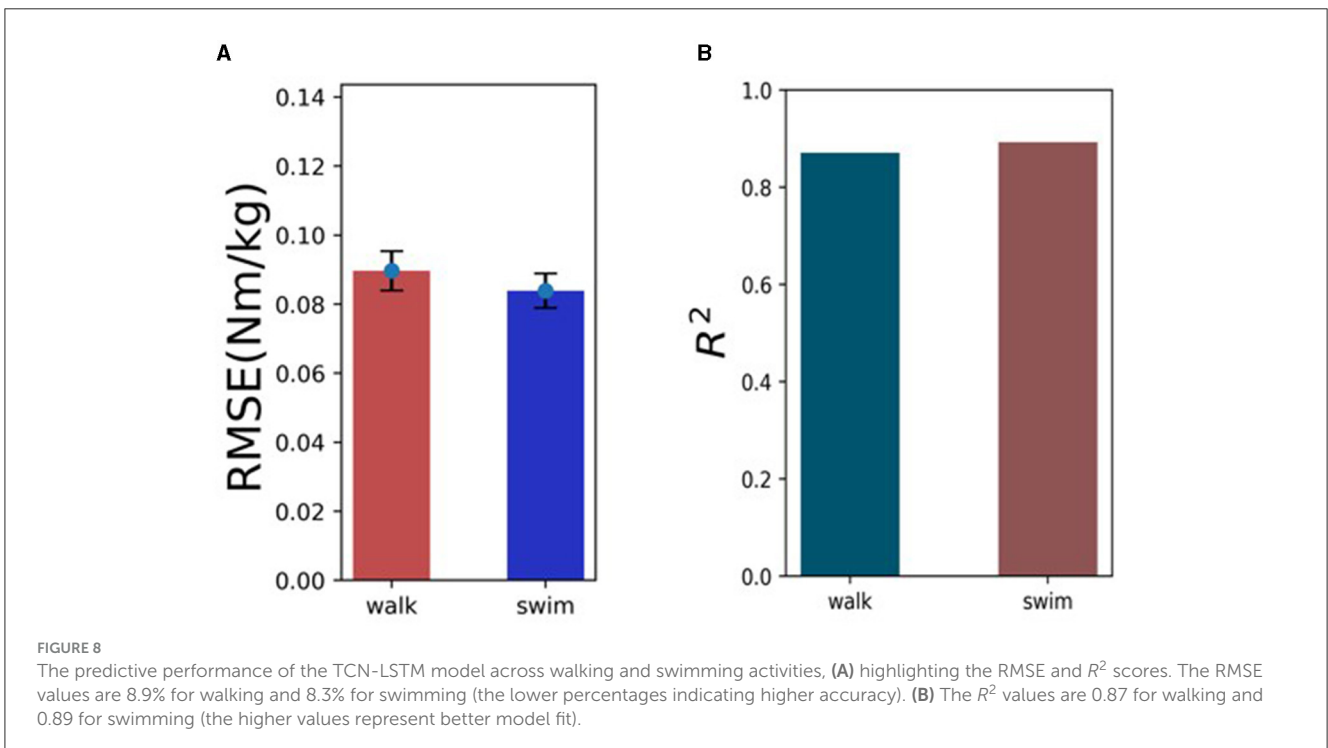 A
B
RMSE(Nm/kg)
0.14
0.12
0.10
0.08
0.06
0.04
0.02
0.00
walk
swim
R²
1.0
0.8
0.6
0.4
0.2
0.0
walk
swim
FIGURE 8
The predictive performance of the TCN-LSTM model across walking and swimming activities, (A) highlighting the RMSE and R² scores. The RMSE
values are 8.9% for walking and 8.3% for swimming (the lower percentages indicating higher accuracy). (B) The R² values are 0.87 for walking and
0.89 for swimming (the higher values represent better model fit).